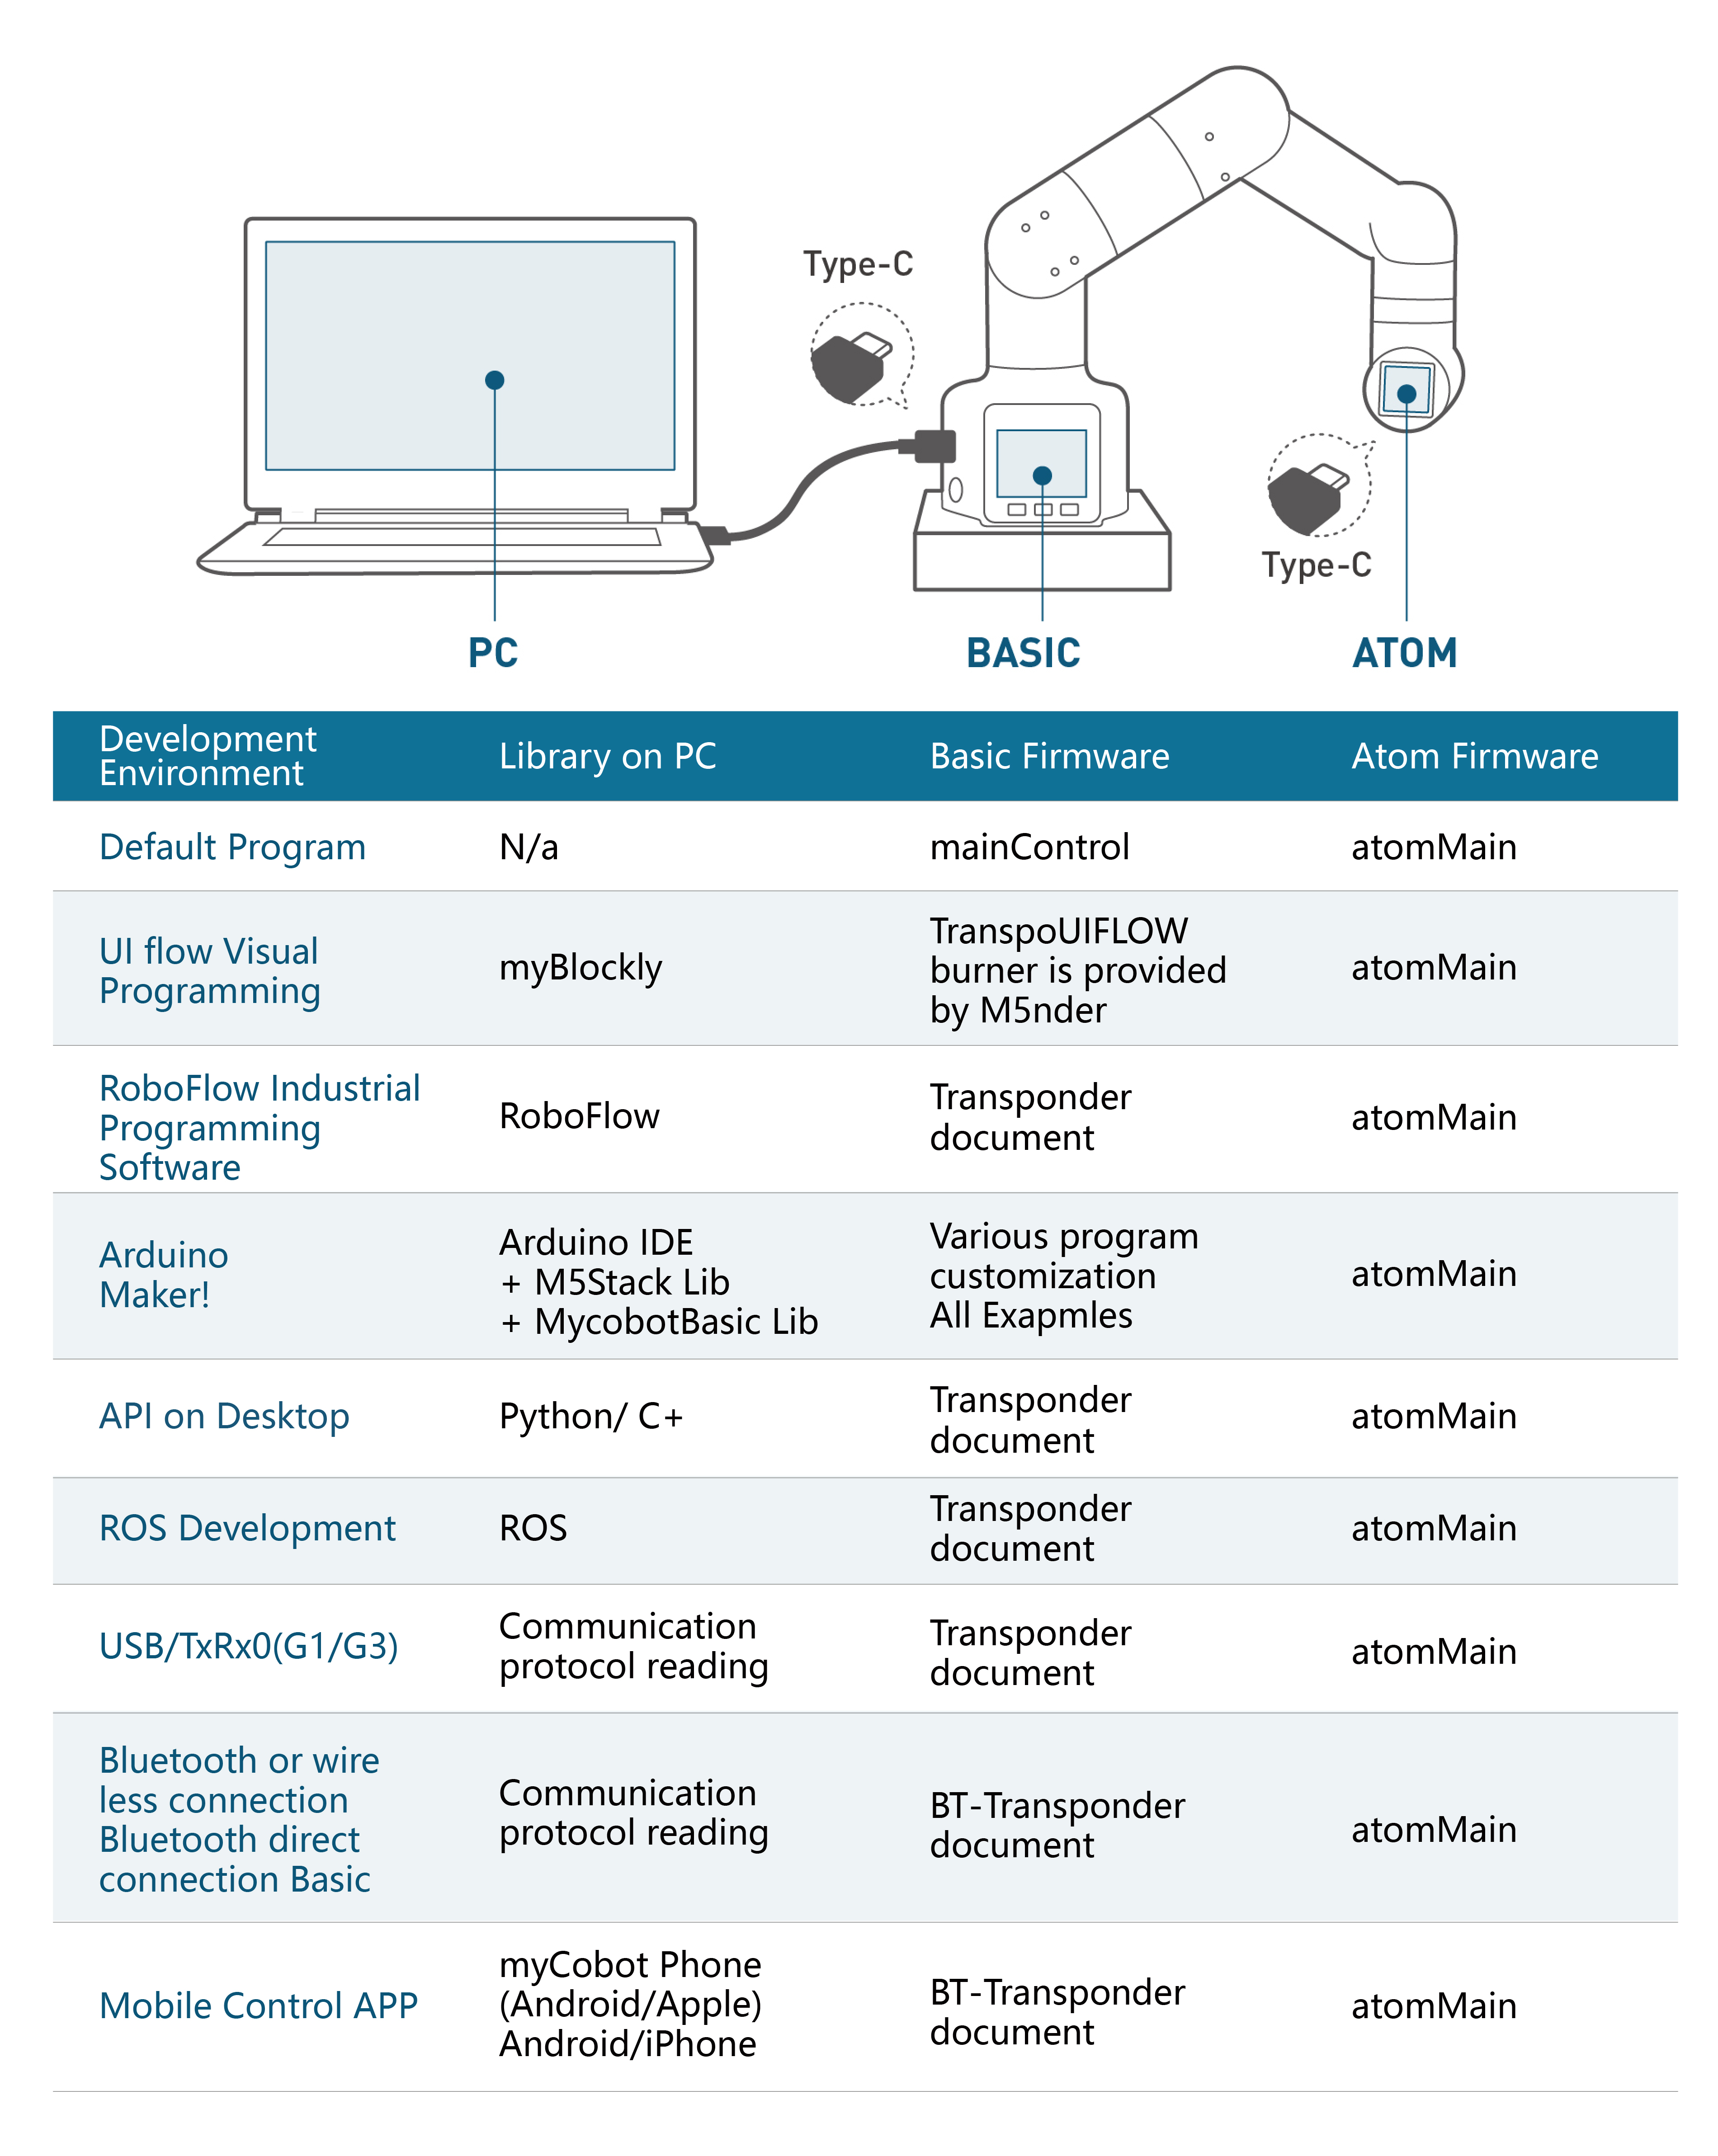 Type-C
Type-C
PC
BASIC
ATOM
Development
Environment
Library on PC
Basic Firmware
Atom Firmware
Default Program
N/a
mainControl
atomMain
UI flow Visual
Programming
myBlockly
TranspoUIFLOW
burner is provided
by M5nder
atomMain
RoboFlow Industrial
Programming
Software
RoboFlow
Transponder
document
atomMain
Arduino
Maker!
Arduino IDE
+ M5Stack Lib
+ MycobotBasic Lib
Various program
customization
All Exapmles
atomMain
API on Desktop
Python/ C+
Transponder
document
atomMain
ROS Development
ROS
Transponder
document
atomMain
USB/TxRx0(G1/G3)
Communication
protocol reading
Transponder
document
atomMain
Bluetooth or wire
less connection
Bluetooth direct
connection Basic
Communication
protocol reading
BT-Transponder
document
atomMain
Mobile Control APP
myCobot Phone
(Android/Apple)
Android/iPhone
BT-Transponder
document
atomMain